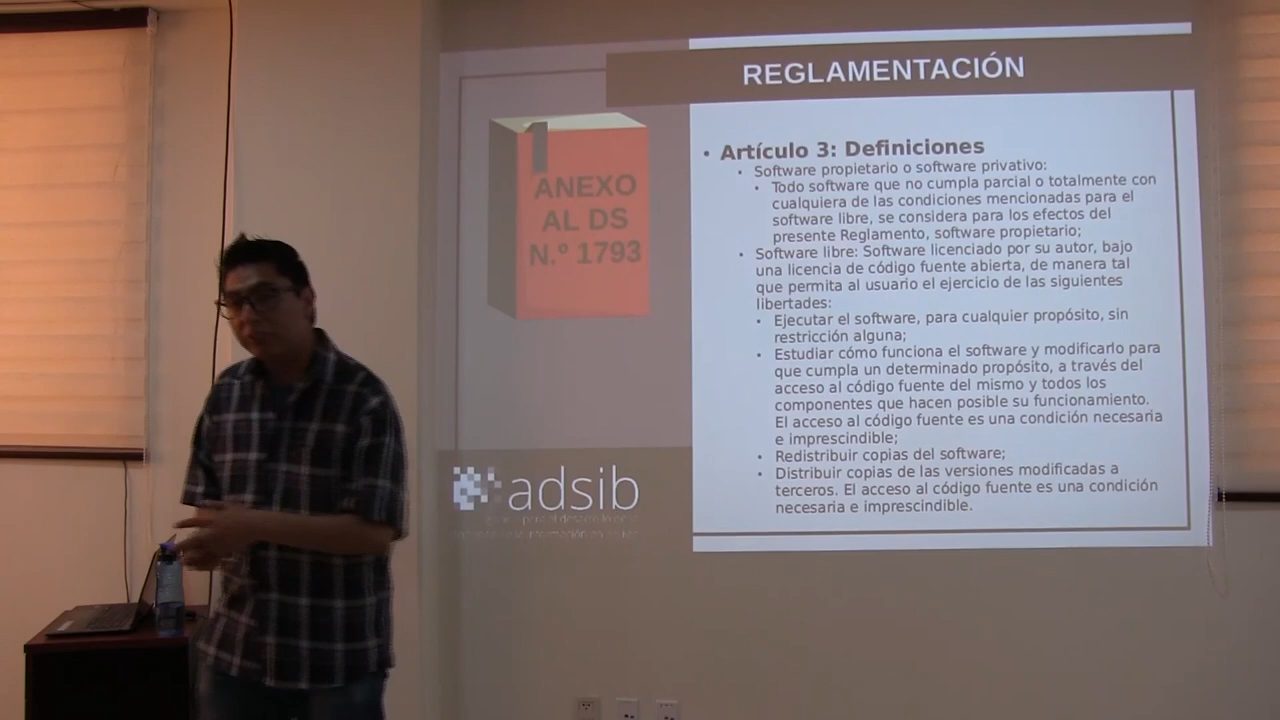 REGLAMENTACIÓN
1
ANEXO
AL DS
N.º 1793
• Artículo 3: Definiciones
• Software propietario o software privativo:
• Todo software que no cumpla parcial o totalmente con
cualquiera de las condiciones mencionadas para el
software libre, se considera para los efectos del
presente Reglamento, software propietario;
• Software libre: Software licenciado por su autor, bajo
una licencia de código fuente abierta, de manera tal
que permita al usuario el ejercicio de las siguientes
libertades:
• Ejecutar el software, para cualquier propósito, sin
restricción alguna;
• Estudiar cómo funciona el software y modificarlo para
que cumpla un determinado propósito, a través del
acceso al código fuente del mismo y todos los
componentes que hacen posible su funcionamiento.
El acceso al código fuente es una condición necesaria
e imprescindible;
• Redistribuir copias del software;
• Distribuir copias de las versiones modificadas a
terceros. El acceso al código fuente es una condición
necesaria e imprescindible.
adsib